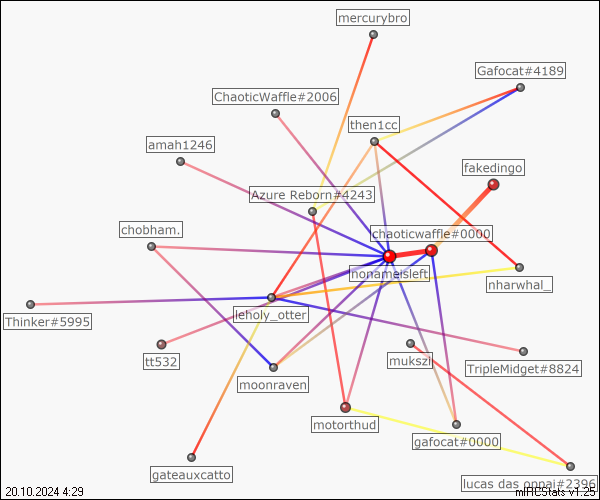 mercurybro
Gafocat#4189
ChaoticWaffle#2006
then1cc
amah1246
fakedingo
Azure Reborn#4243
chobham.
chaoticwaffle#0000
nonameisleft
nharwhal_
leholy_otter
Thinker#5995
tt532
mukszi
TripleMidget#8824
moonraven
motorthud
gafocat#0000
gateauxcatto
lucas das oppai#2396
20.10.2024 4:29
mIRCStats v1.25